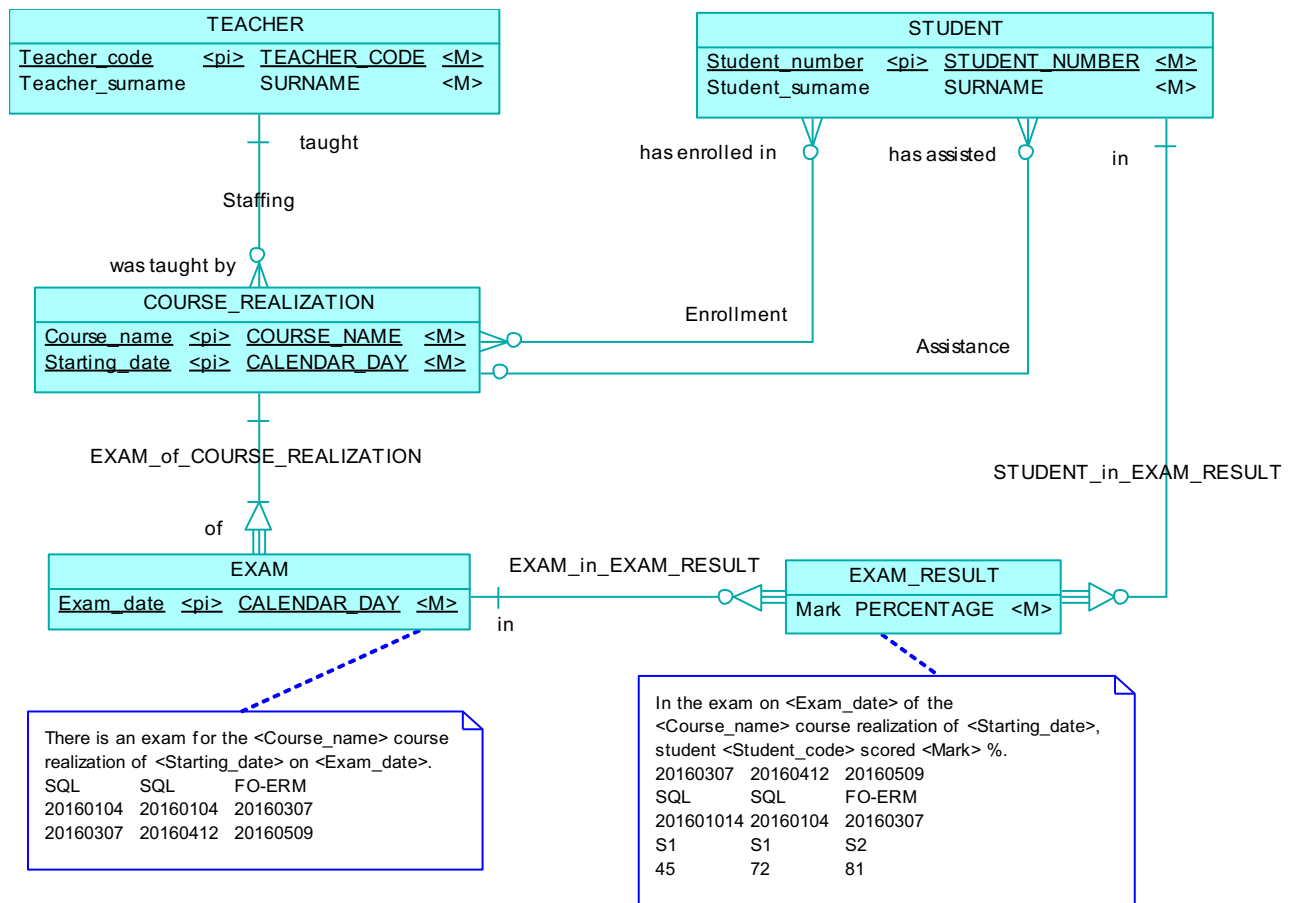 TEACHER
Teacher_code <pi> TEACHER_CODE <M>
Teacher_surname SURNAME <M>
STUDENT
Student_number <pi> STUDENT_NUMBER <M>
Student_surname SURNAME <M>
taught
has enrolled in
has assisted
in
Staffing
was taught by
COURSE_REALIZATION
Course_name <pi> COURSE_NAME <M>
Starting_date <pi> CALENDAR_DAY <M>
Enrollment
Assistance
EXAM_of_COURSE_REALIZATION
STUDENT_in_EXAM_RESULT
of
EXAM
Exam_date <pi> CALENDAR_DAY <M>
EXAM_in_EXAM_RESULT
in
EXAM_RESULT
Mark PERCENTAGE <M>
There is an exam for the <Course_name> course
realization of <Starting_date> on <Exam_date>.
SQL SQL FO-ERM
20160104 20160104 20160307
20160307 20160412 20160509
In the exam on <Exam_date> of the
<Course_name> course realization of <Starting_date>,
student <Student_code> scored <Mark> %.
20160307 20160412 20160509
SQL SQL FO-ERM
201601014 20160104 20160307
S1 S1 S2
45 72 81